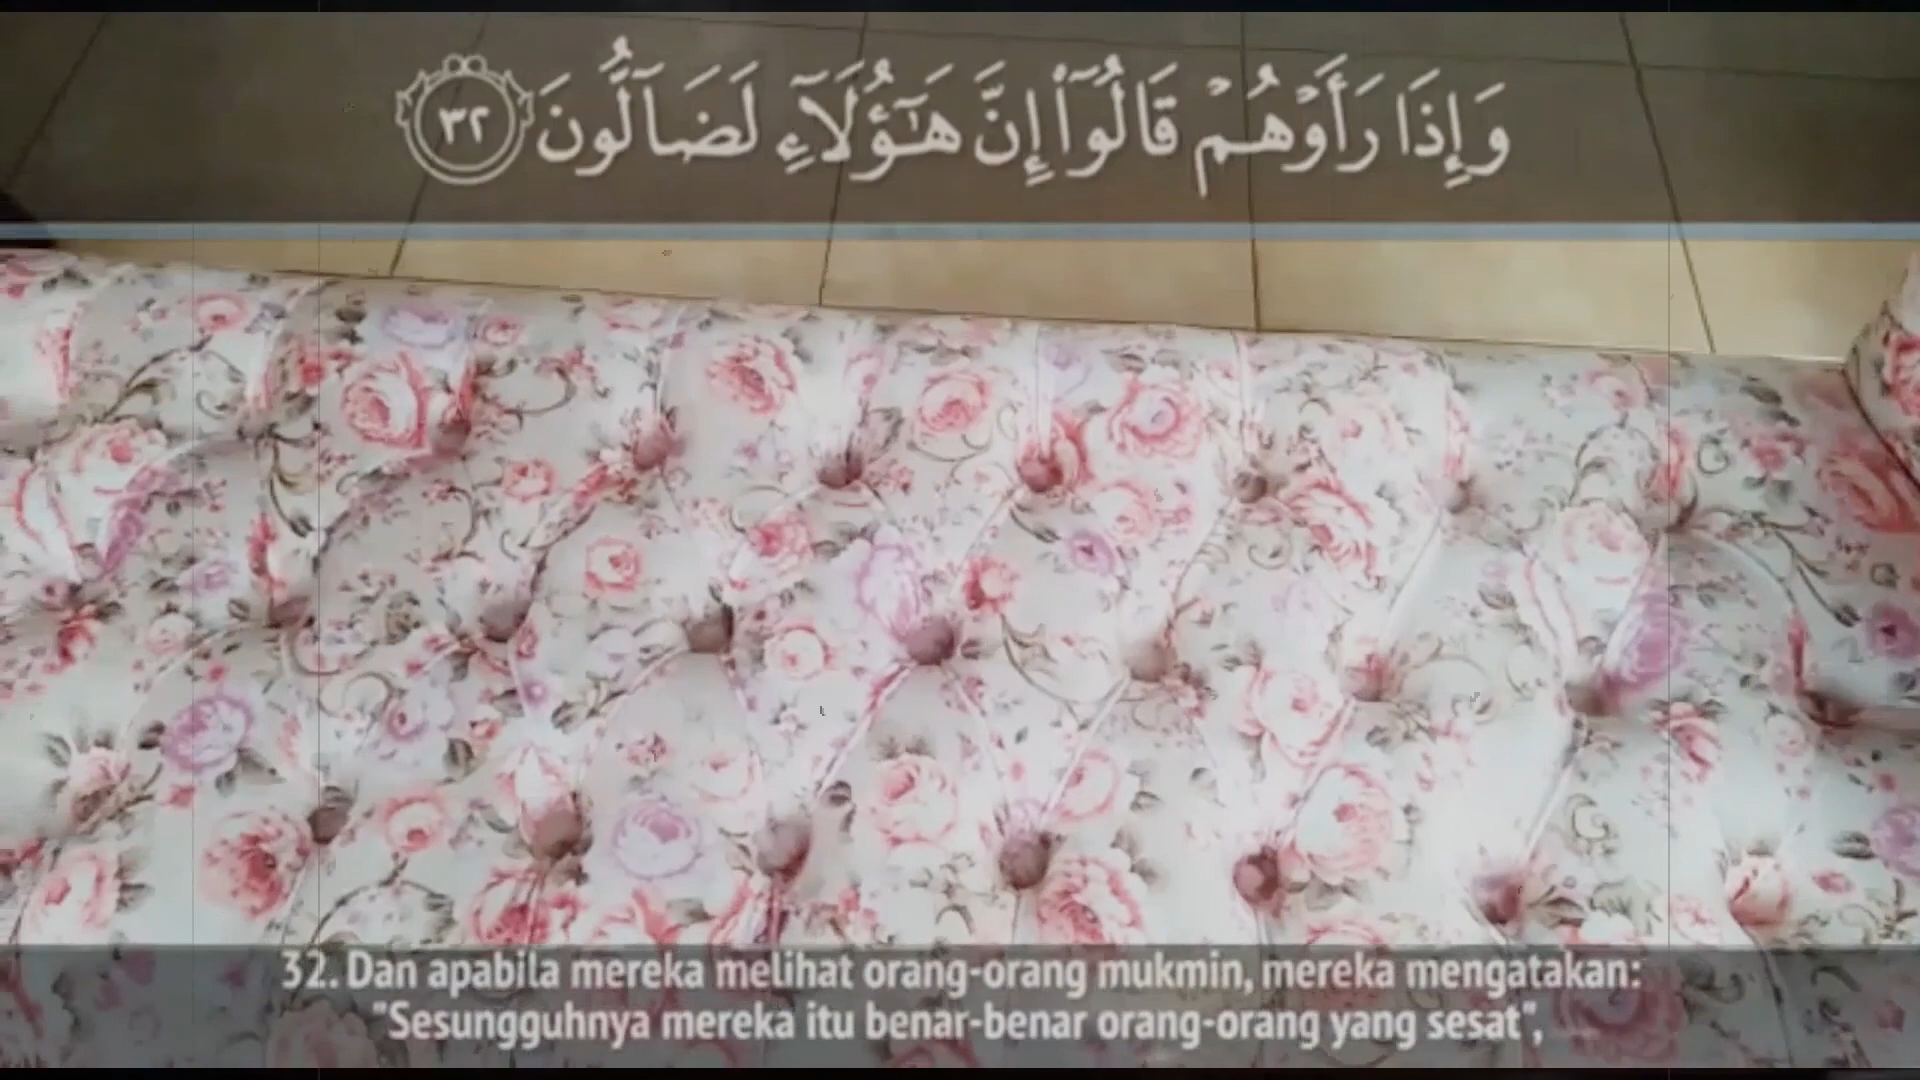 وَإِذَا رَأَوْهُمْ قَالُوٓا۟ إِنَّ هَـٰٓؤُلَآءِ لَضَآلُّونَ ٣٢
32. Dan apabila mereka melihat orang-orang mukmin, mereka mengatakan:
"Sesungguhnya mereka itu benar-benar orang-orang yang sesat",